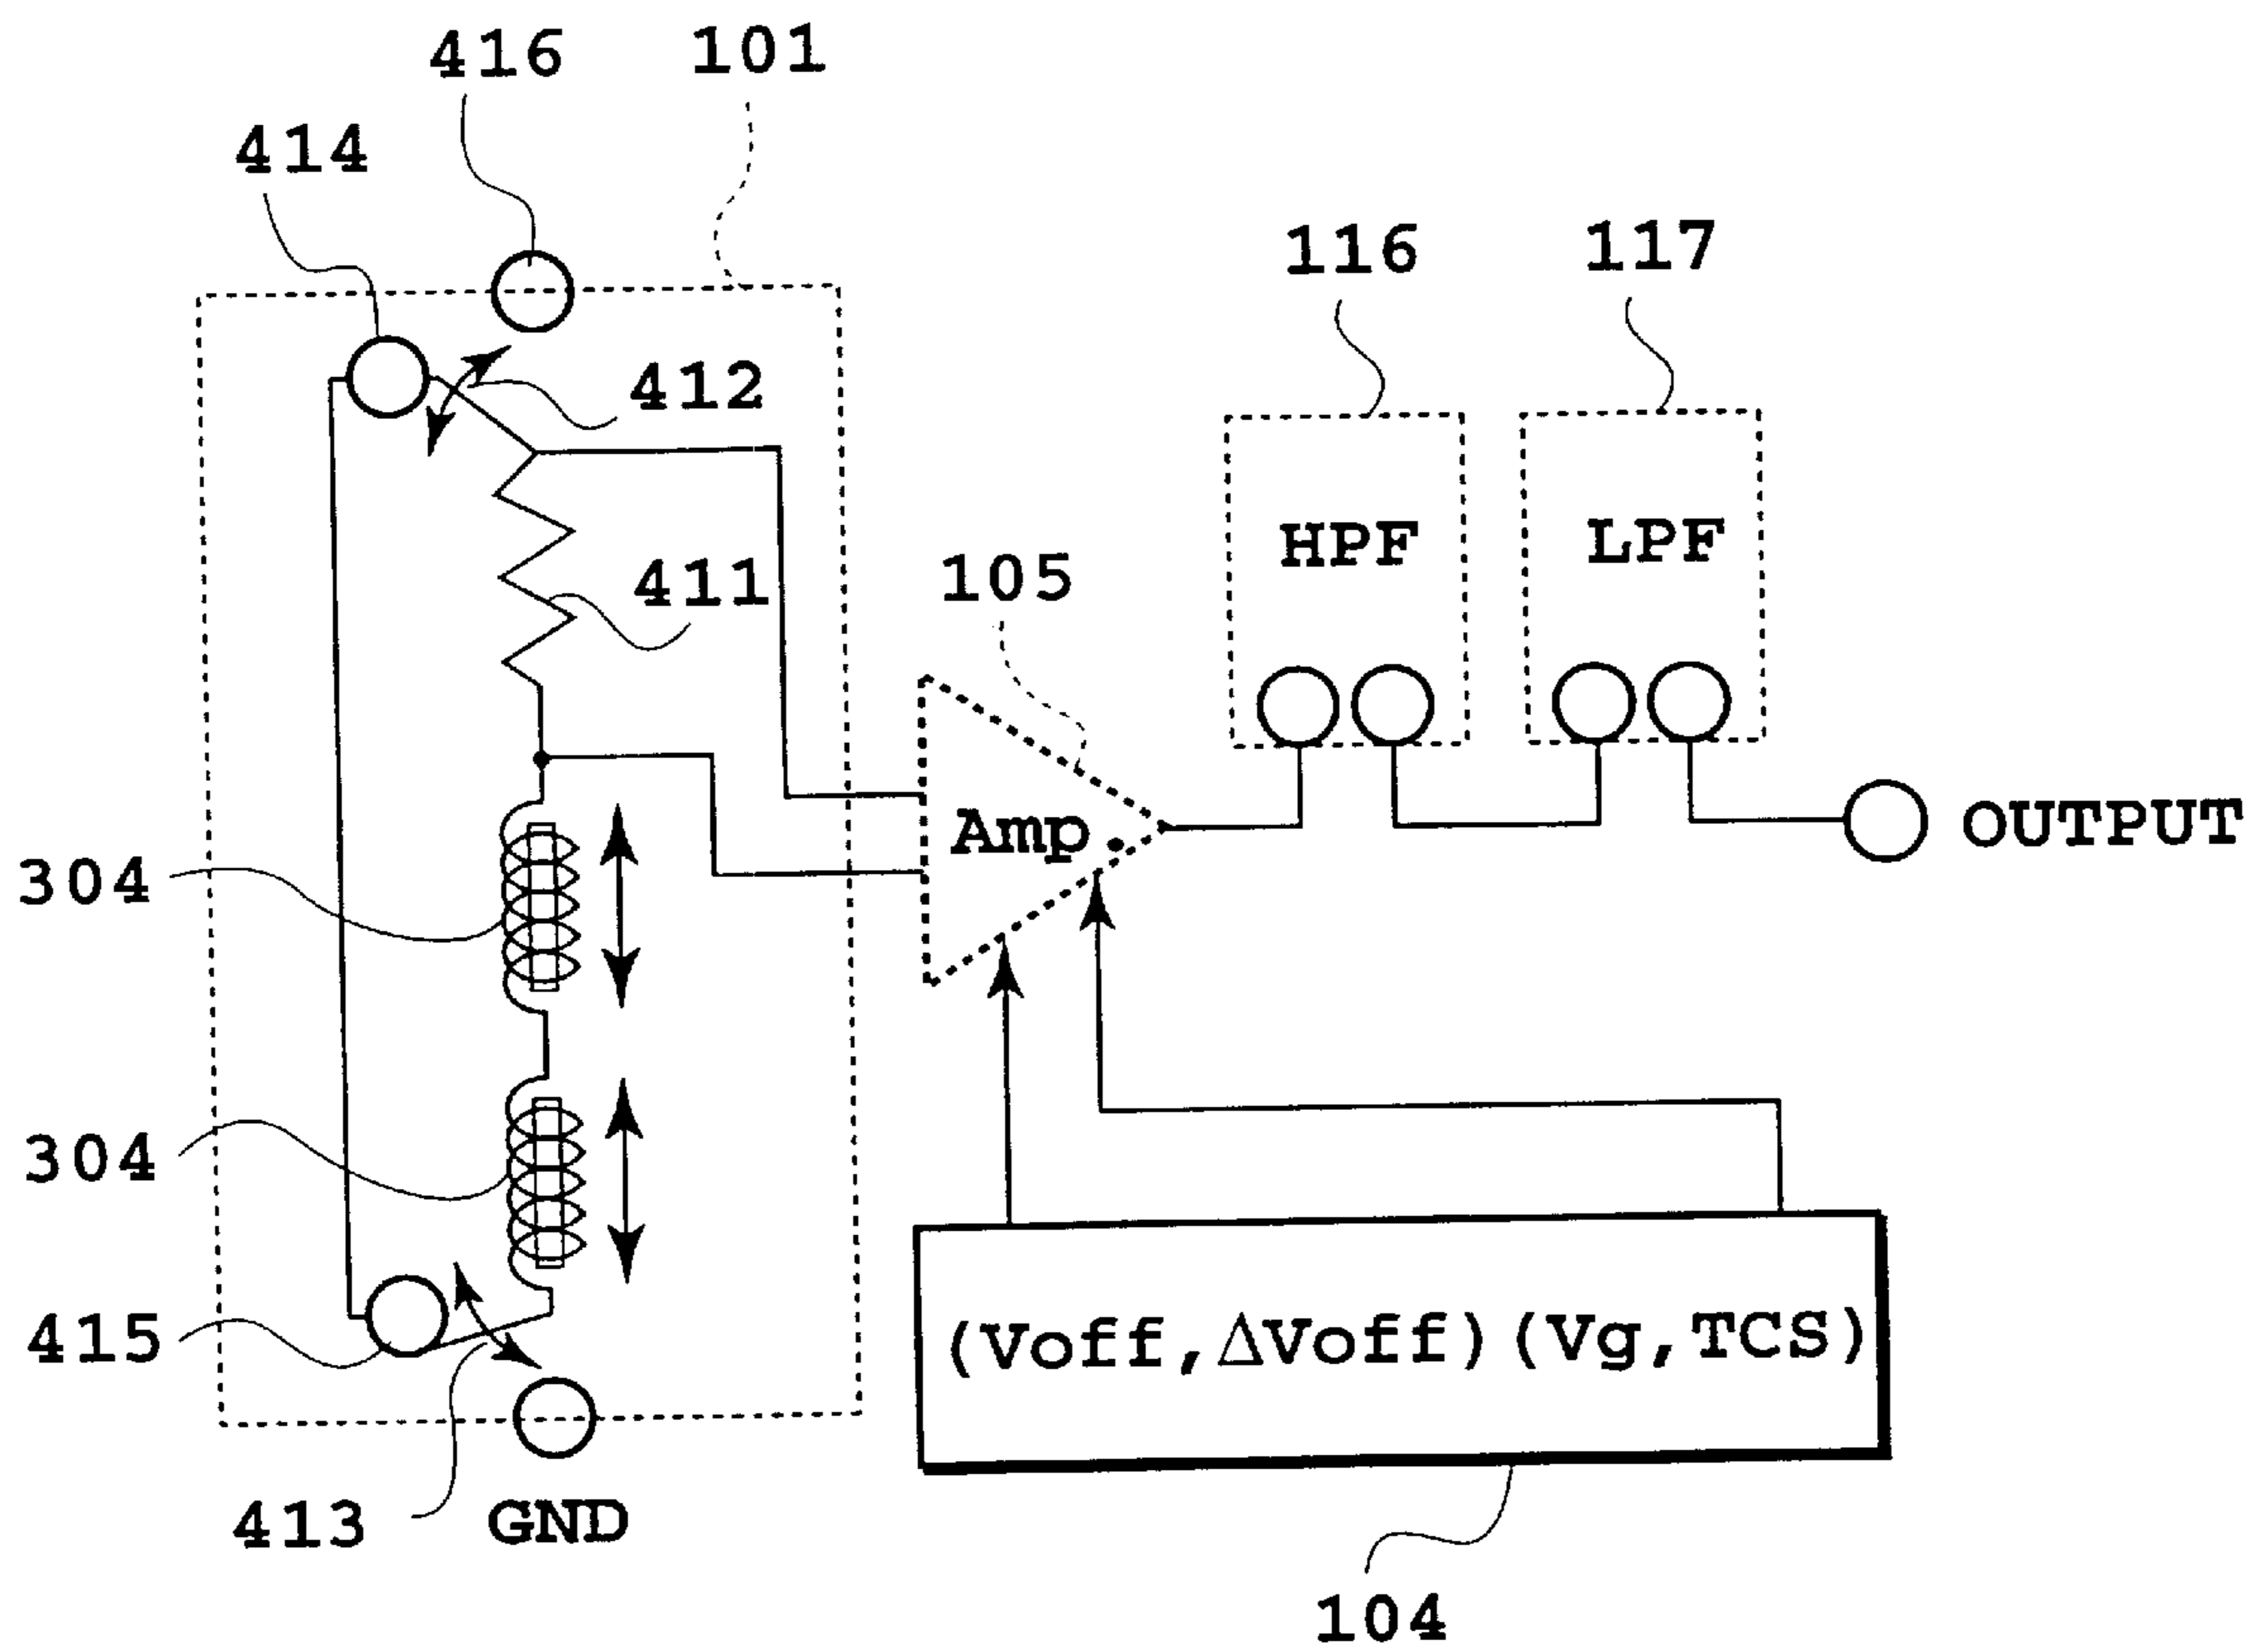 416
101
414
116
117
412
HPF
LPF
411
105
Amp.
OUTPUT
304
304
(Voff,ΔVoff)(Vg,TCS)
415
413
GND
104